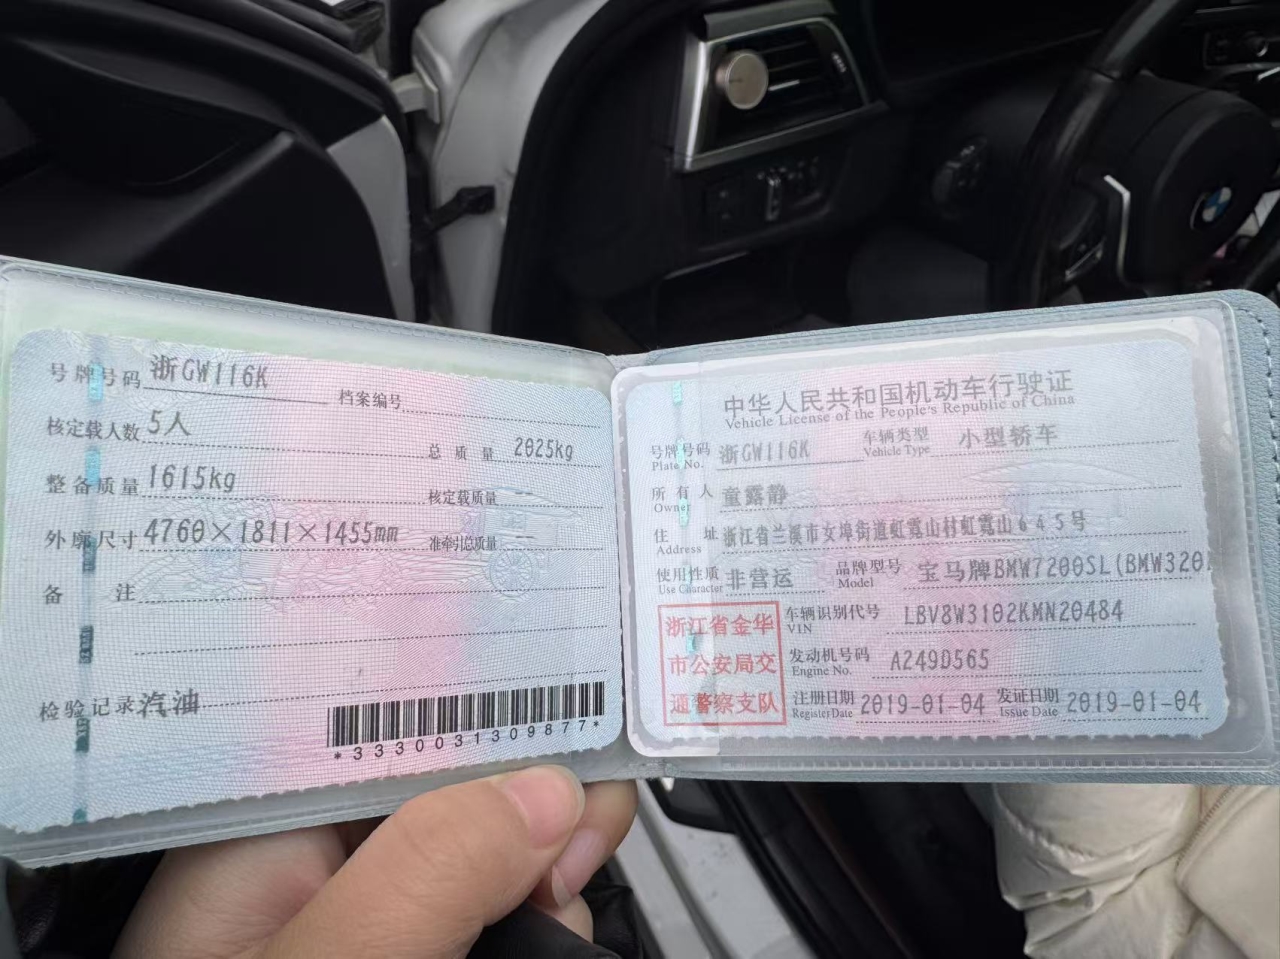 号牌号码 浙GW116K 档案编号
核定载人数 5人 总质量 2025kg
整备质量 1615kg 核定载质量
外廓尺寸 4760×1811×1455mm 准牵引总质量 --
备注
检验记录 汽油
*3330031309877*
中华人民共和国机动车行驶证
Vehicle License of the People's Republic of China
号牌号码 浙GW116K 车辆类型 小型轿车
Plate No. Vehicle Type
所有人 童露静
Owner
住址 浙江省兰溪市女埠街道虹霓山村虹霓山645号
Address
使用性质 非营运 品牌型号 宝马牌BMW7200SL(BMW320
Use Character Model
浙江省金华
市公安局交
通警察支队
车辆识别代号 LBV8W3102KMN20484
VIN
发动机号码 A249D565
Engine No.
注册日期 2019-01-04 发证日期 2019-01-04
Register Date Issue Date